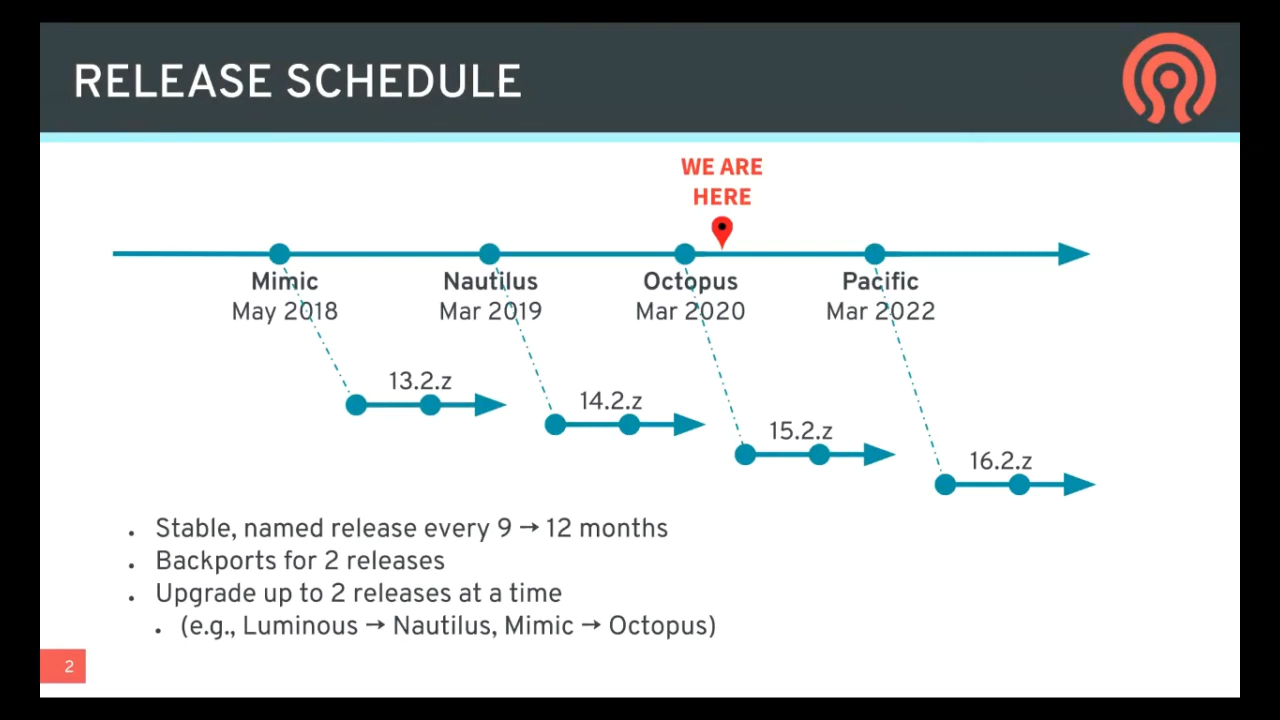 RELEASE SCHEDULE
WE ARE
HERE
Mimic
May 2018
Nautilus
Mar 2019
Octopus
Mar 2020
Pacific
Mar 2022
13.2.z
14.2.z
15.2.z
16.2.z
. Stable, named release every 9 → 12 months
. Backports for 2 releases
. Upgrade up to 2 releases at a time
. (e.g., Luminous → Nautilus, Mimic → Octopus)
2